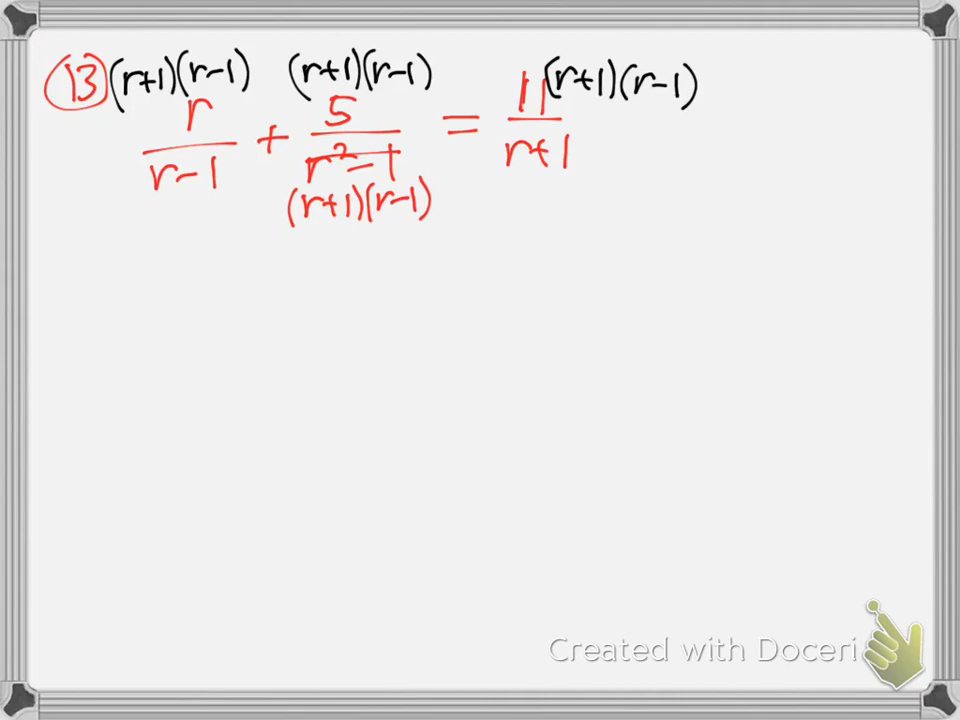 13 (r+1)(r-1) (r+1)(r-1) (r+1)(r-1)
r/(r-1) + 5/(r²-1) = 11/(r+1)
(r+1)(r-1)
Created with Doceri